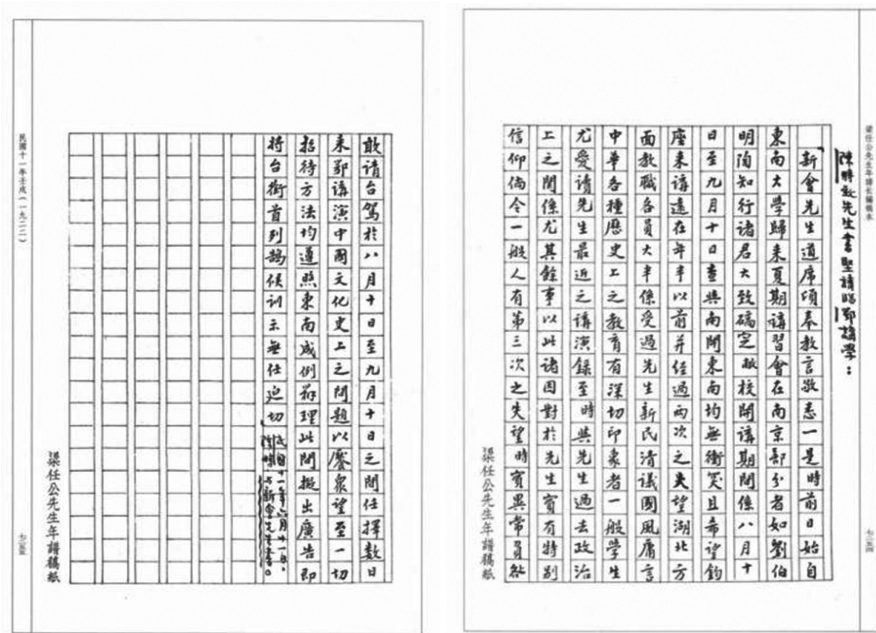 梁任公先生年譜長編稿本
陳時致先生書堅請蒞鄂講學：
「新會先生道席頃奉教言敬悉一是時前日始自
東南大學歸來夏期講習會在南京部分者如劉伯
明陶知行諸君大致確定敝校開講期間係八月十
日至九月十日查與南開東南均無衝突且希望鈞
座來講遠在年半以前并經過兩次之失望湖北方
面教職各員大半係受過先生新民清議國風庸言
中華各種歷史上之教育有深切印象者一般學生
尤愛讀先生最近之講演錄至時與先生過去政治
上之關係尤其餘事以此諸因對於先生實有特別
信仰倘令一般人有第三次之失望時實異常負疚
梁任公先生年譜稿紙
敢請台駕於八月十日至九月十日之間任擇數日
來鄂講演中國文化史上之問題以饜衆望至一切
招待方法均遵照東南成例辦理此間擬出廣告即
將台銜首列鵠候訓示無任迫切」
民國十一年六月廿一日，
陳時与新會先生書。
梁任公先生年譜稿紙
民國十一年壬戌（一九二二）
七三五五